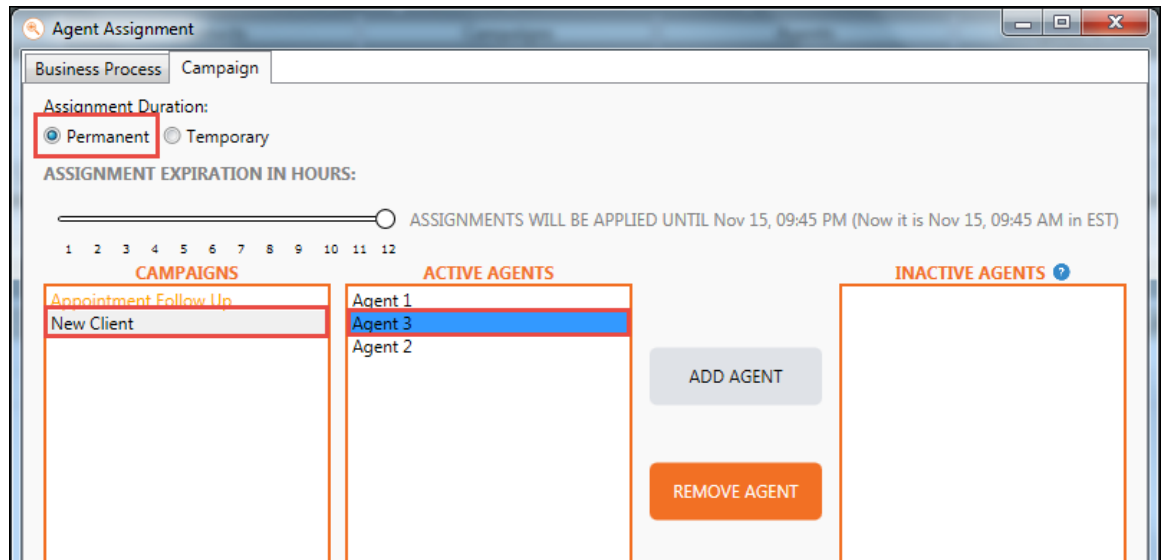 Agent Assignment
Business Process Campaign
Assignment Duration:
Permanent Temporary
ASSIGNMENT EXPIRATION IN HOURS:
ASSIGNMENTS WILL BE APPLIED UNTIL Nov 15, 09:45 PM (Now it is Nov 15, 09:45 AM in EST)
1 2 3 4 5 6 7 8 9 10 11 12
CAMPAIGNS ACTIVE AGENTS INACTIVE AGENTS ?
Appointment Follow Up Agent 1
New Client Agent 3
Agent 2
ADD AGENT
REMOVE AGENT